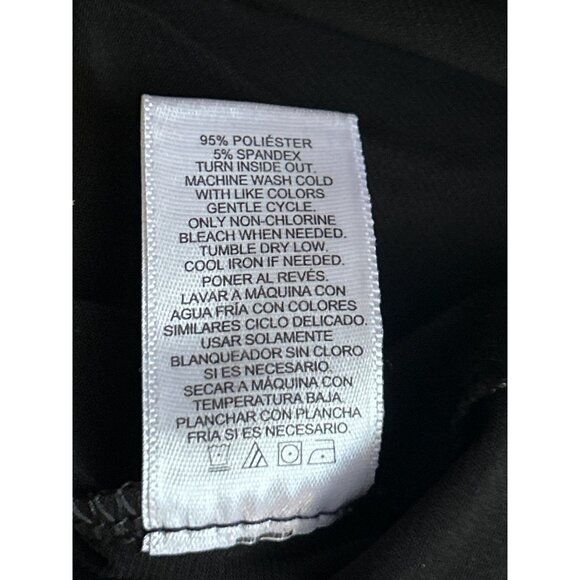 95% POLIÉSTER
5% SPANDEX
TURN INSIDE OUT.
MACHINE WASH COLD
WITH LIKE COLORS
GENTLE CYCLE.
ONLY NON-CHLORINE
BLEACH WHEN NEEDED.
TUMBLE DRY LOW.
COOL IRON IF NEEDED.
PONER AL REVÉS.
LAVAR A MÁQUINA CON
AGUA FRÍA CON COLORES
SIMILARES CICLO DELICADO.
USAR SOLAMENTE
BLANQUEADOR SIN CLORO
SI ES NECESARIO.
SECAR A MÁQUINA CON
TEMPERATURA BAJA.
PLANCHAR CON PLANCHA
FRÍA SI ES NECESARIO.